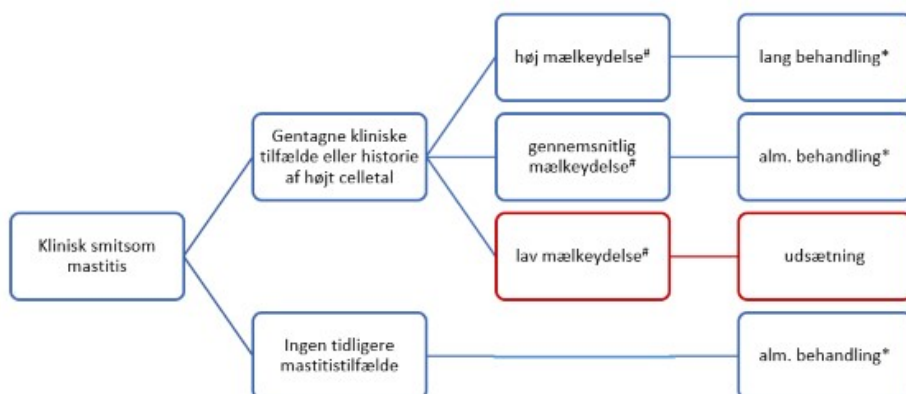 høj mælkeydelse#
lang behandling*
Gentagne kliniske
tilfælde eller historie
af højt celletal
gennemsnitlig
mælkeydelse#
alm. behandling*
Klinisk smitsom
mastitis
lav mælkeydelse#
udsætning
Ingen tidligere
mastitistilfælde
alm. behandling*